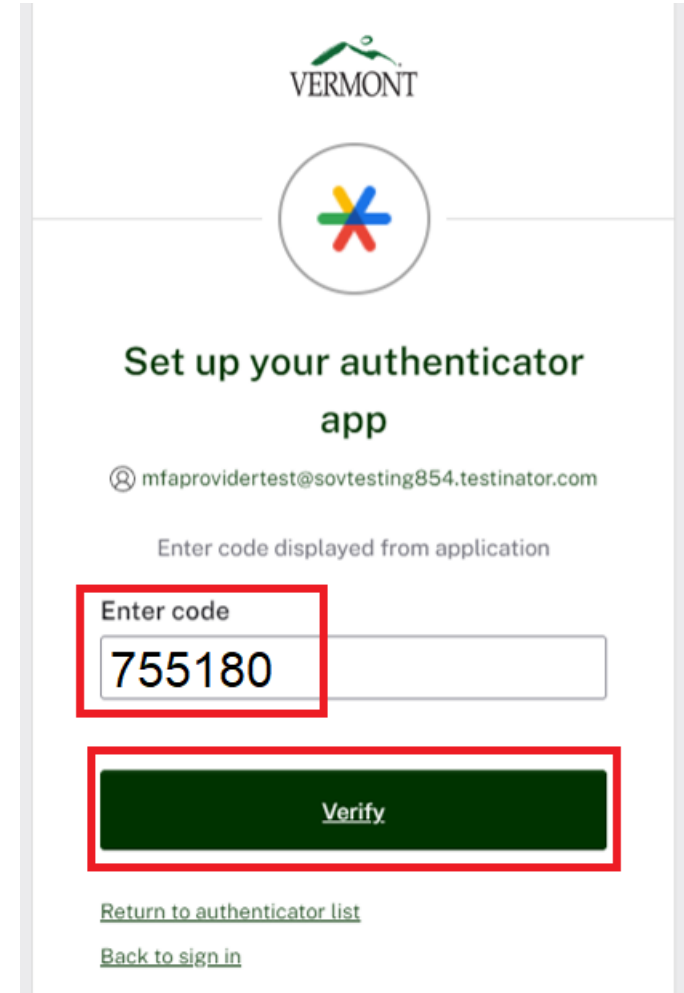 VERMONT
Set up your authenticator
app
mfaprovidertest@sovtesting854.testinator.com
Enter code displayed from application
Enter code
755180
Verify
Return to authenticator list
Back to sign in